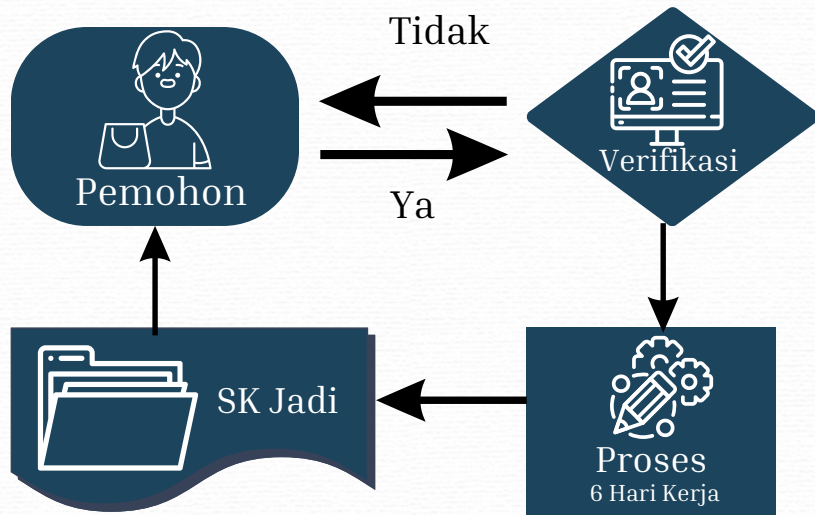 Tidak
Pemohon
Verifikasi
Ya
SK Jadi
Proses
6 Hari Kerja